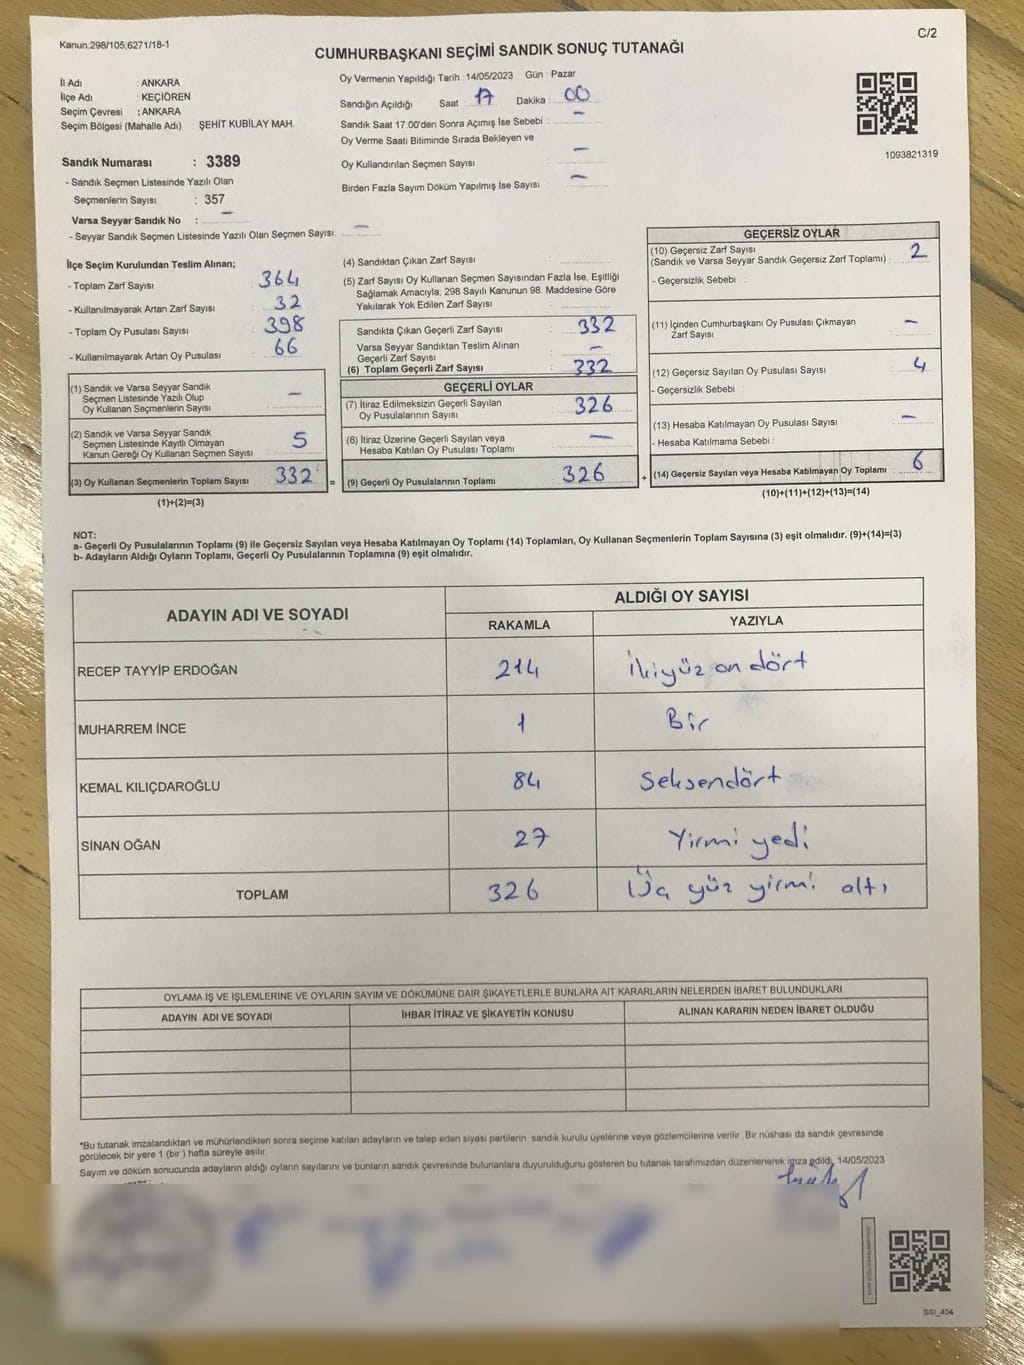 Kanun;298/105;6271/18-1
C/2
CUMHURBAŞKANI SEÇİMİ SANDIK SONUÇ TUTANAĞI
İl Adı : ANKARA
İlçe Adı : KEÇİÖREN
Seçim Çevresi : ANKARA
Seçim Bölgesi (Mahalle Adı) : ŞEHİT KUBİLAY MAH.
Sandık Numarası : 3389
- Sandık Seçmen Listesinde Yazılı Olan
Seçmenlerin Sayısı : 357
Varsa Seyyar Sandık No : –
- Seyyar Sandık Seçmen Listesinde Yazılı Olan Seçmen Sayısı: –
Oy Vermenin Yapıldığı Tarih :14/05/2023 Gün : Pazar
Sandığın Açıldığı Saat : 17 Dakika : 00
Sandık Saat 17.00'den Sonra Açımış İse Sebebi : –
Oy Verme Saati Bitiminde Sırada Bekleyen ve
Oy Kullandırılan Seçmen Sayısı : –
Birden Fazla Sayım Döküm Yapılmış İse Sayısı : –
1093821319
İlçe Seçim Kurulundan Teslim Alınan;
- Toplam Zarf Sayısı : 364
- Kullanılmayarak Artan Zarf Sayısı : 32
- Toplam Oy Pusulası Sayısı : 398
- Kullanılmayarak Artan Oy Pusulası : 66
(1) Sandık ve Varsa Seyyar Sandık
Seçmen Listesinde Yazılı Olup
Oy Kullanan Seçmenlerin Sayısı : –
(2) Sandık ve Varsa Seyyar Sandık
Seçmen Listesinde Kayıtlı Olmayan
Kanun Gereği Oy Kullanan Seçmen Sayısı : 5
(3) Oy Kullanan Seçmenlerin Toplam Sayısı : 332
(1)+(2)=(3)
=
(4) Sandıktan Çıkan Zarf Sayısı :
(5) Zarf Sayısı Oy Kullanan Seçmen Sayısından Fazla İse, Eşitliği
Sağlamak Amacıyla, 298 Sayılı Kanunun 98. Maddesine Göre
Yakılarak Yok Edilen Zarf Sayısı :
Sandıkta Çıkan Geçerli Zarf Sayısı : 332
Varsa Seyyar Sandıktan Teslim Alınan
Geçerli Zarf Sayısı : –
(6) Toplam Geçerli Zarf Sayısı : 332
GEÇERLİ OYLAR
(7) İtiraz Edilmeksizin Geçerli Sayılan
Oy Pusulalarının Sayısı : 326
(8) İtiraz Üzerine Geçerli Sayılan veya
Hesaba Katılan Oy Pusulası Toplamı : –
(9) Geçerli Oy Pusulalarının Toplamı : 326
+
GEÇERSİZ OYLAR
(10) Geçersiz Zarf Sayısı
(Sandık ve Varsa Seyyar Sandık Geçersiz Zarf Toplamı) : 2
- Geçersizlik Sebebi :
(11) İçinden Cumhurbaşkanı Oy Pusulası Çıkmayan
Zarf Sayısı : –
(12) Geçersiz Sayılan Oy Pusulası Sayısı : 4
- Geçersizlik Sebebi :
(13) Hesaba Katılmayan Oy Pusulası Sayısı : –
- Hesaba Katılmama Sebebi :
(14) Geçersiz Sayılan veya Hesaba Katılmayan Oy Toplamı : 6
(10)+(11)+(12)+(13)=(14)
NOT:
a- Geçerli Oy Pusulalarının Toplamı (9) ile Geçersiz Sayılan veya Hesaba Katılmayan Oy Toplamı (14) Toplamları, Oy Kullanan Seçmenlerin Toplam Sayısına (3) eşit olmalıdır. (9)+(14)=(3)
b- Adayların Aldığı Oyların Toplamı, Geçerli Oy Pusulalarının Toplamına (9) eşit olmalıdır.
ADAYIN ADI VE SOYADI
ALDIĞI OY SAYISI
RAKAMLA YAZIYLA
RECEP TAYYİP ERDOĞAN 214 İkiyüz on dört
MUHARREM İNCE 1 Bir
KEMAL KILIÇDAROĞLU 84 Seksendört
SİNAN OĞAN 27 Yirmi yedi
TOPLAM 326 Üç yüz yirmi altı
OYLAMA İŞ VE İŞLEMLERİNE VE OYLARIN SAYIM VE DÖKÜMÜNE DAİR ŞİKAYETLERLE BUNLARA AİT KARARLARIN NELERDEN İBARET BULUNDUKLARI
ADAYIN ADI VE SOYADI İHBAR İTİRAZ VE ŞİKAYETİN KONUSU ALINAN KARARIN NEDEN İBARET OLDUĞU
*Bu tutanak imzalandıktan ve mühürlendikten sonra seçime katılan adayların ve talep eden siyasi partilerin sandık kurulu üyelerine veya gözlemcilerine verilir. Bir nüshası da sandık çevresinde
görülecek bir yere 1 (bir ) hafta süreyle asılır.
Sayım ve döküm sonucunda adayların aldığı oyların sayılarını ve bunların sandık çevresinde bulunanlara duyurulduğunu gösteren bu tutanak tarafımızdan düzenlenerek imza edildi. 14/05/2023
SSI_404